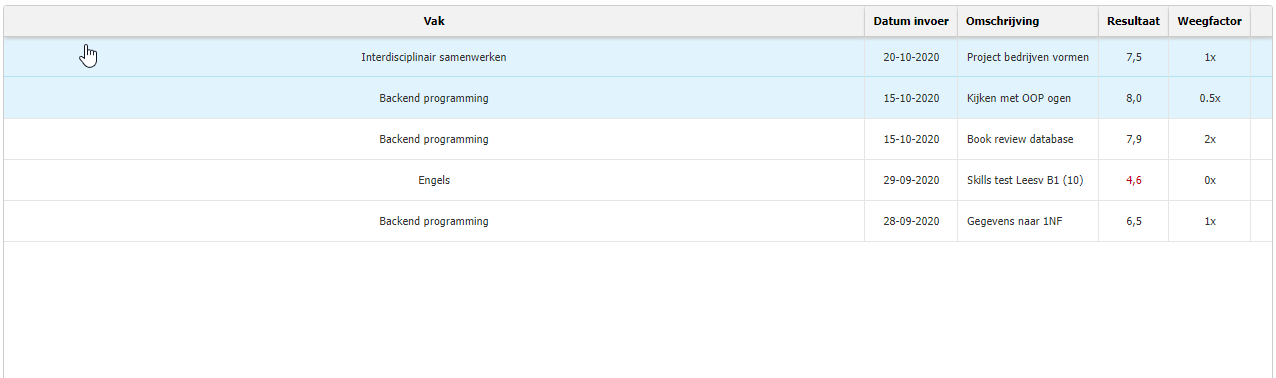 Vak Datum invoer Omschrijving Resultaat Weegfactor
Interdisciplinair samenwerken 20-10-2020 Project bedrijven vormen 7,5 1x
Backend programming 15-10-2020 Kijken met OOP ogen 8,0 0.5x
Backend programming 15-10-2020 Book review database 7,9 2x
Engels 29-09-2020 Skills test Leesv B1 (10) 4,6 0x
Backend programming 28-09-2020 Gegevens naar 1NF 6,5 1x